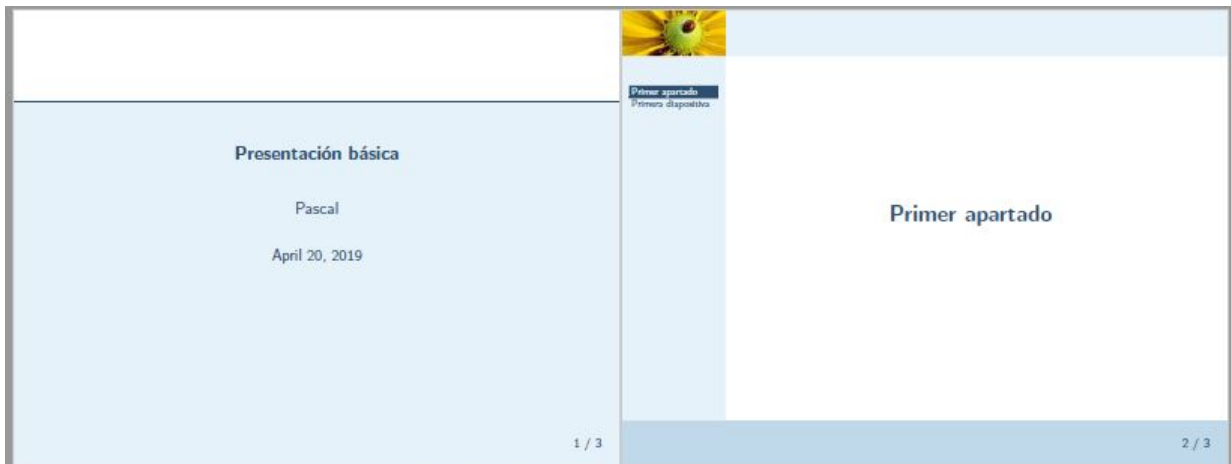 Presentación básica
Pascal
April 20, 2019
1 / 3
Primer apartado
Primera diapositiva
Primer apartado
2 / 3